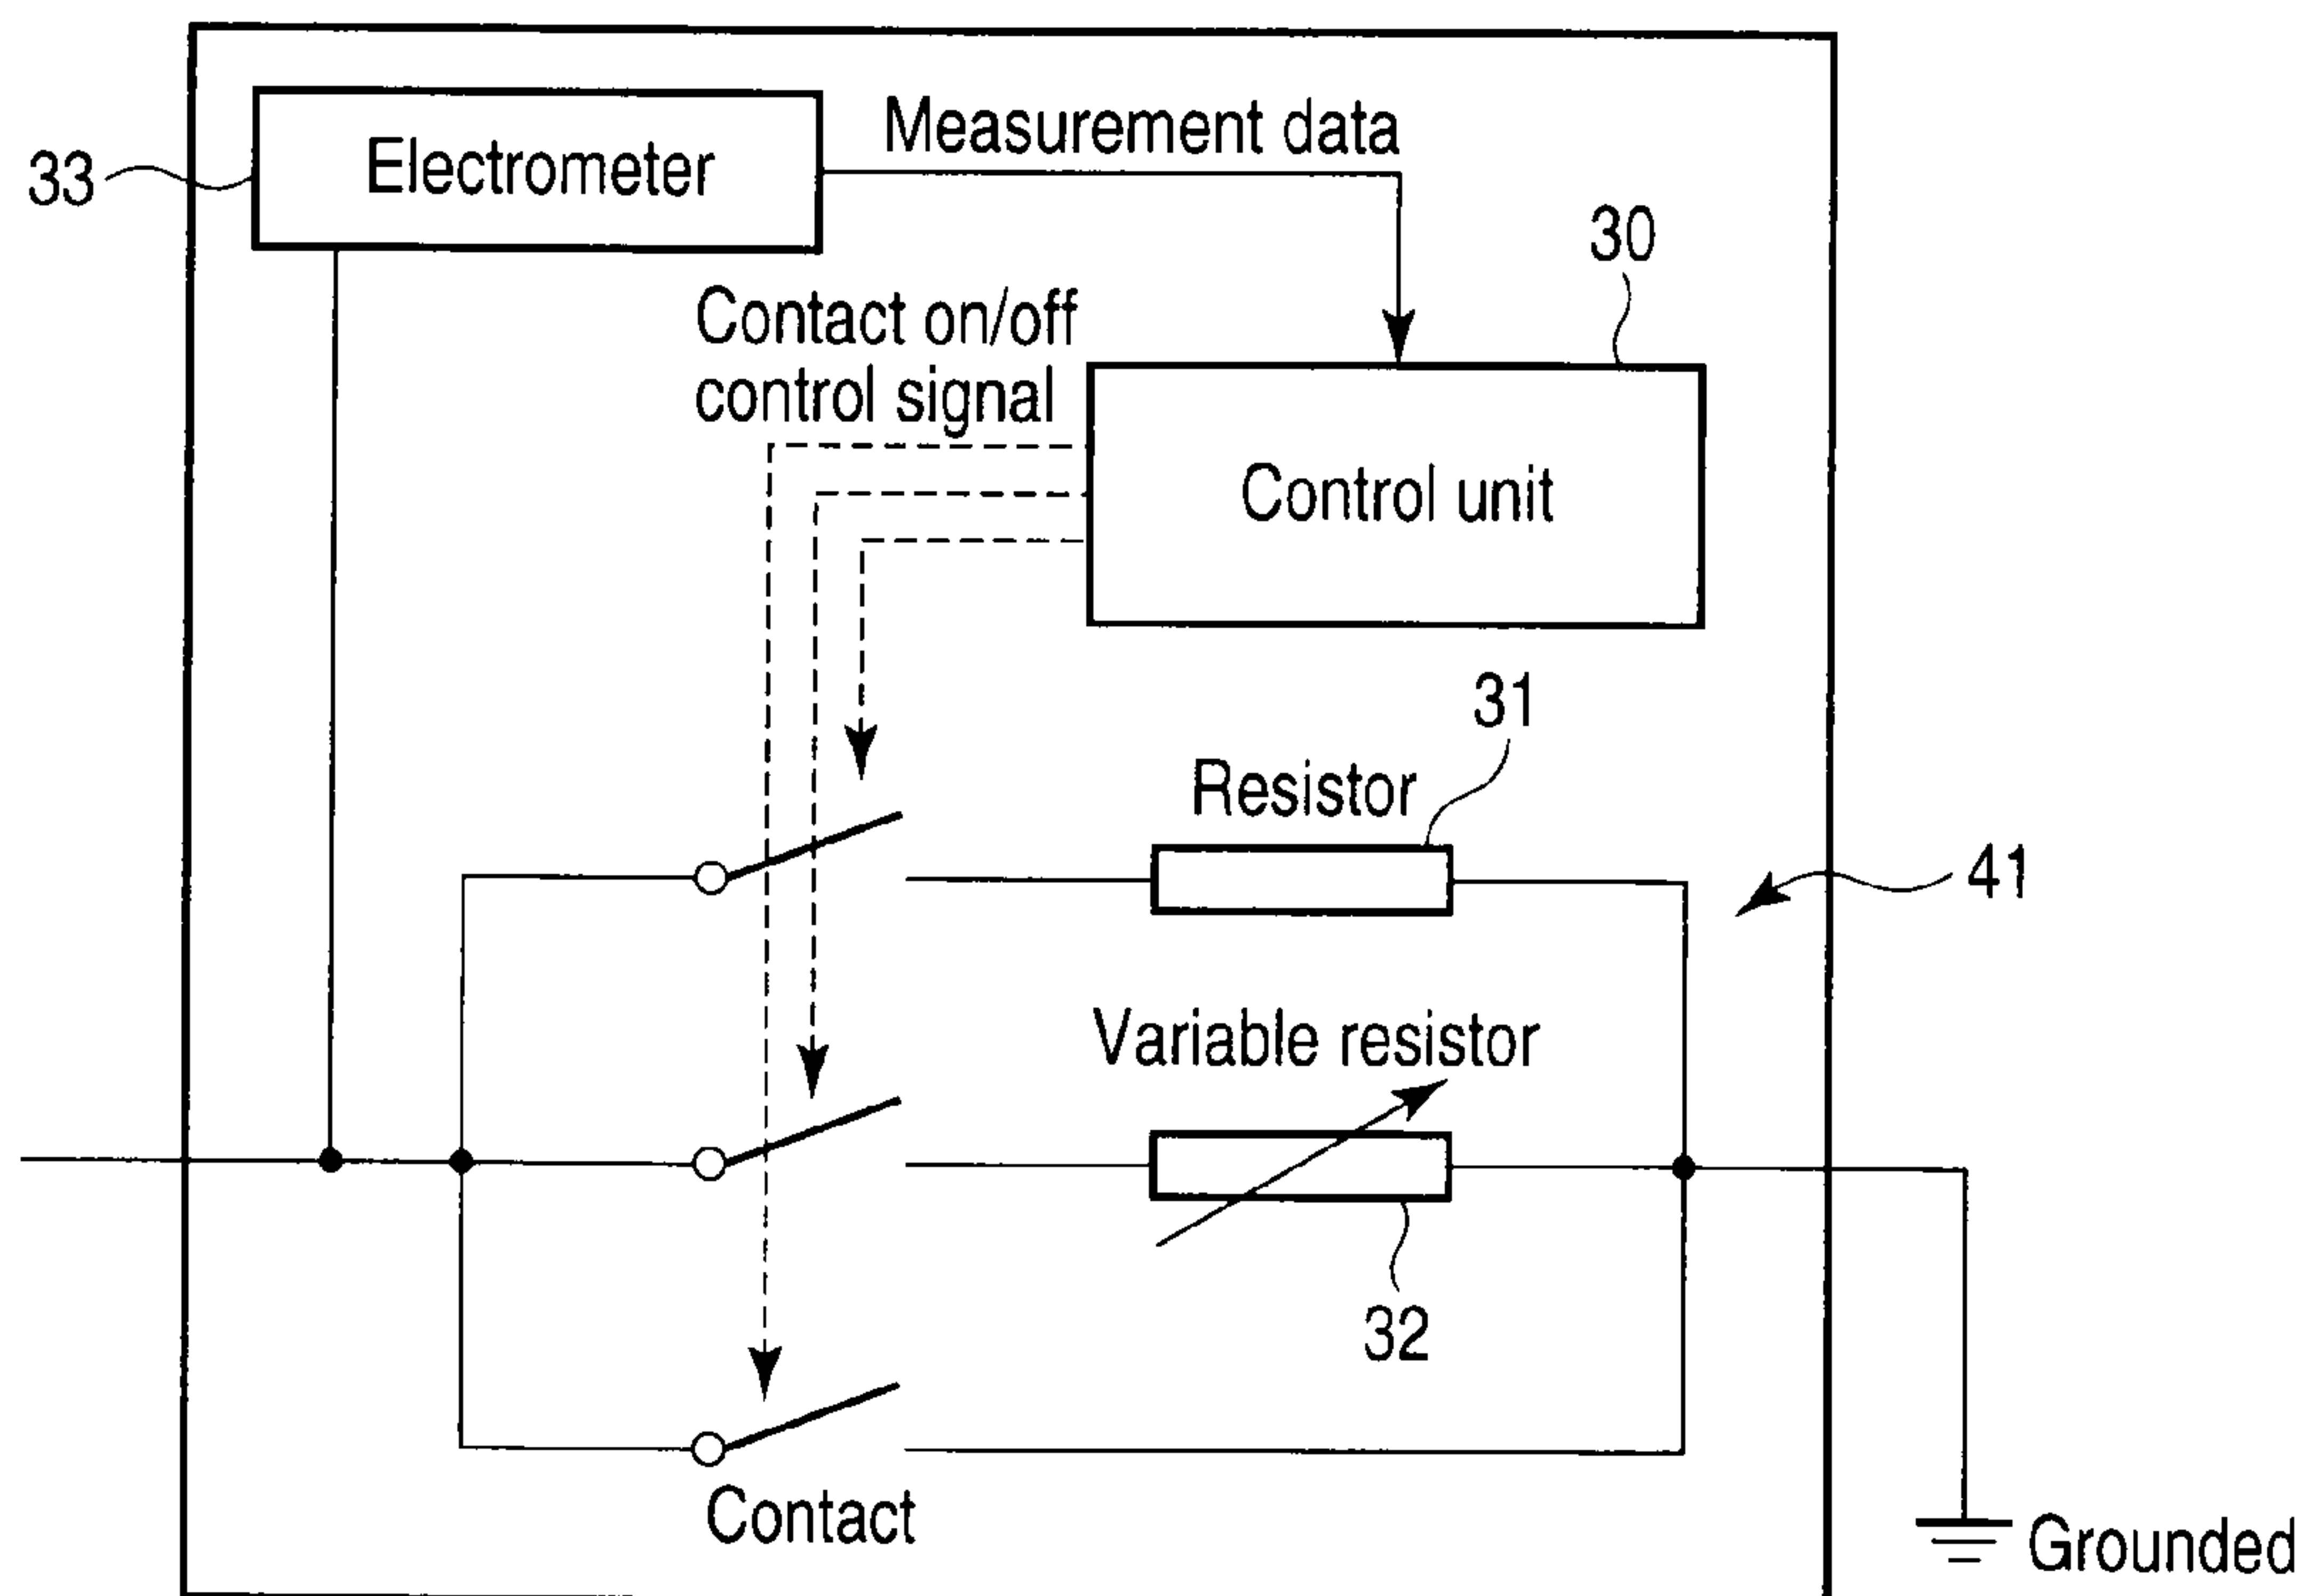 Electrometer
Measurement data
33
30
Contact on/off
control signal
Control unit
31
Resistor
41
Variable resistor
32
Contact
Grounded